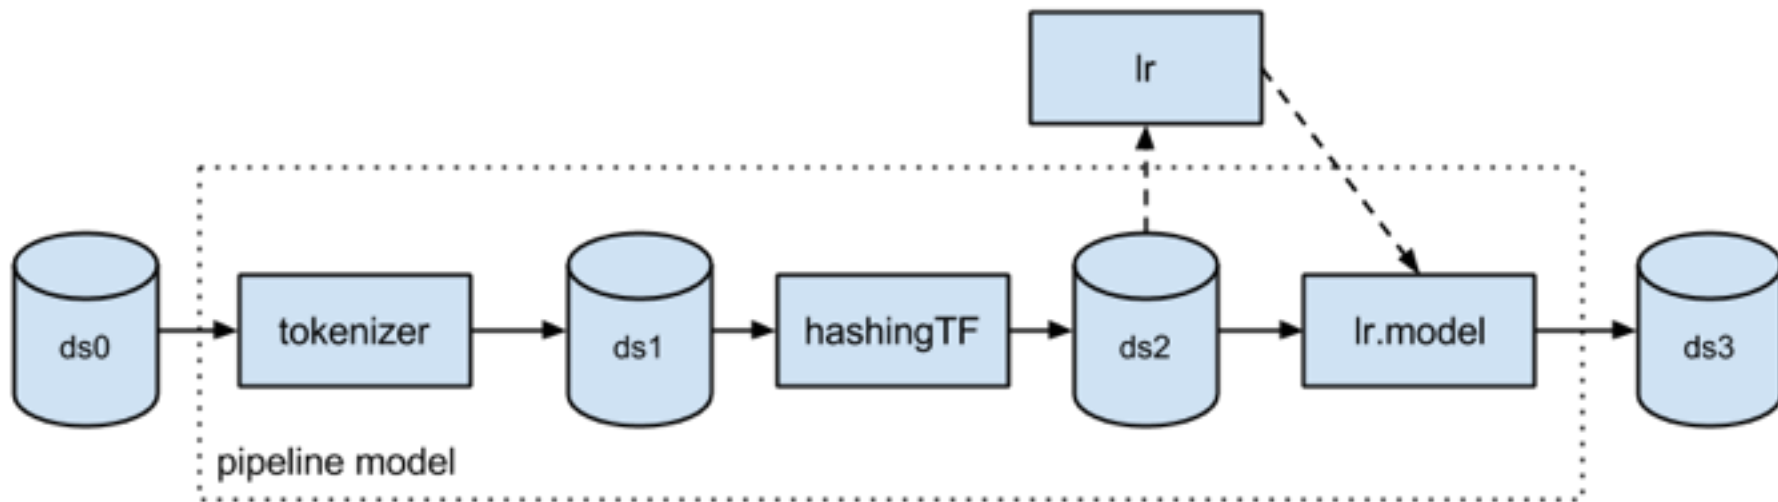 lr
ds0
tokenizer
ds1
hashingTF
ds2
lr.model
ds3
pipeline model